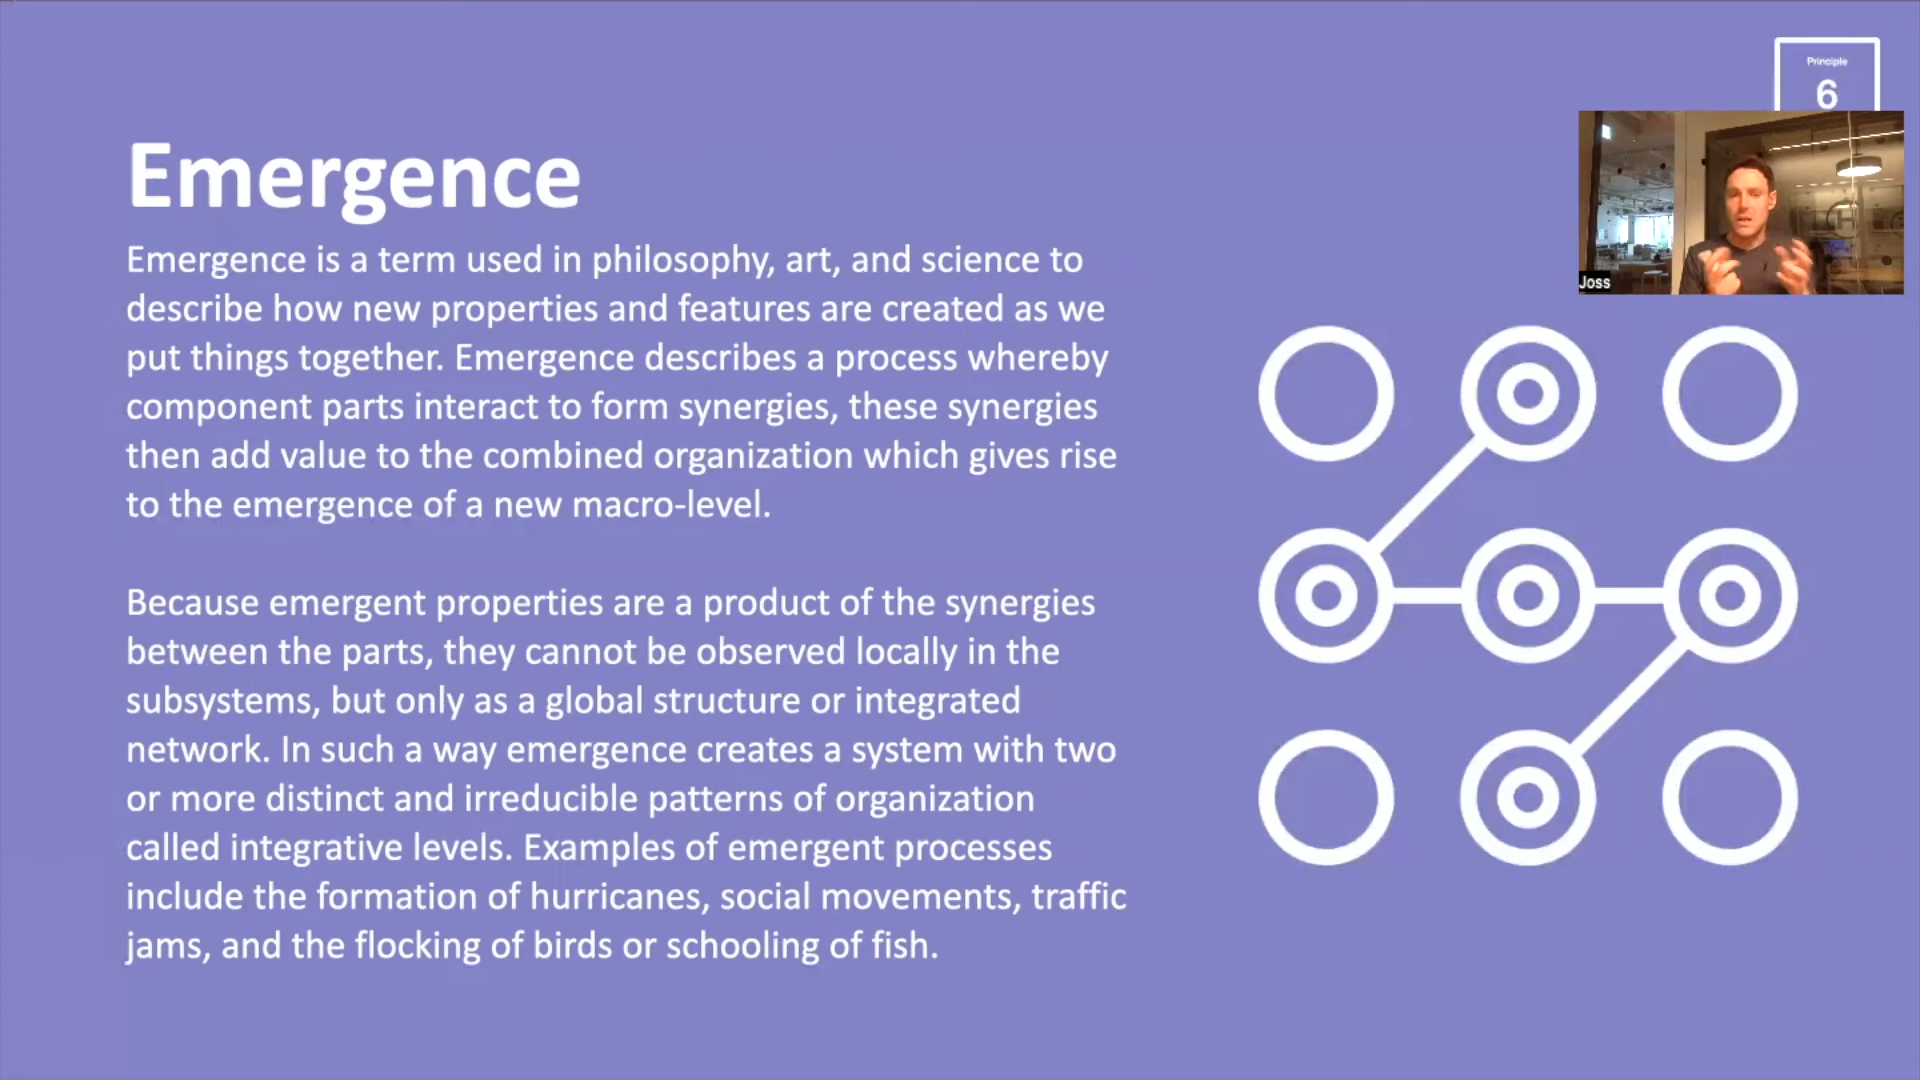 Principle
6
Emergence
Emergence is a term used in philosophy, art, and science to
describe how new properties and features are created as we
put things together. Emergence describes a process whereby
component parts interact to form synergies, these synergies
then add value to the combined organization which gives rise
to the emergence of a new macro-level.
Because emergent properties are a product of the synergies
between the parts, they cannot be observed locally in the
subsystems, but only as a global structure or integrated
network. In such a way emergence creates a system with two
or more distinct and irreducible patterns of organization
called integrative levels. Examples of emergent processes
include the formation of hurricanes, social movements, traffic
jams, and the flocking of birds or schooling of fish.
Joss